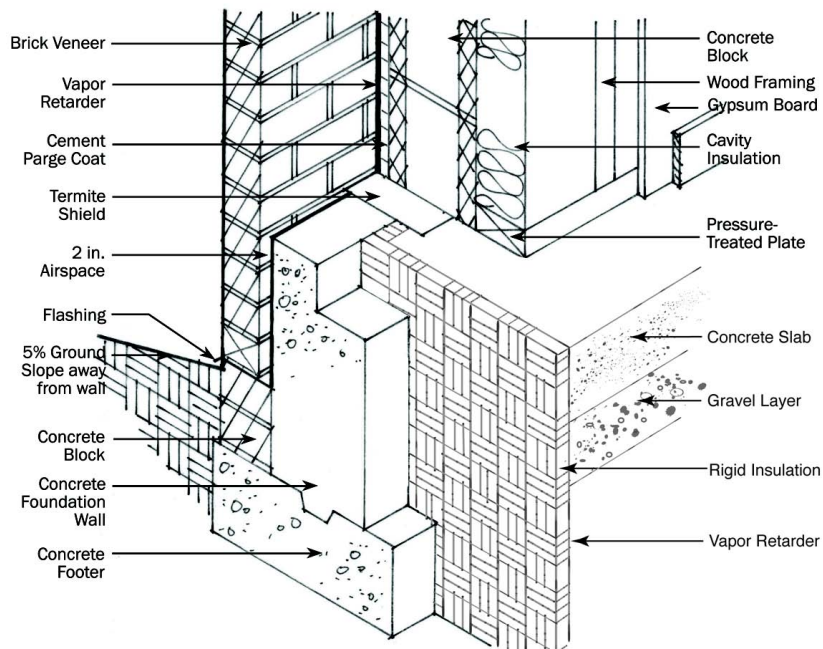 Brick Veneer
Vapor
Retarder
Cement
Parge Coat
Termite
Shield
2 in.
Airspace
Flashing
5% Ground
Slope away
from wall
Concrete
Block
Concrete
Foundation
Wall
Concrete
Footer
Concrete
Block
Wood Framing
Gypsum Board
Cavity
Insulation
Pressure-
Treated Plate
Concrete Slab
Gravel Layer
Rigid Insulation
Vapor Retarder